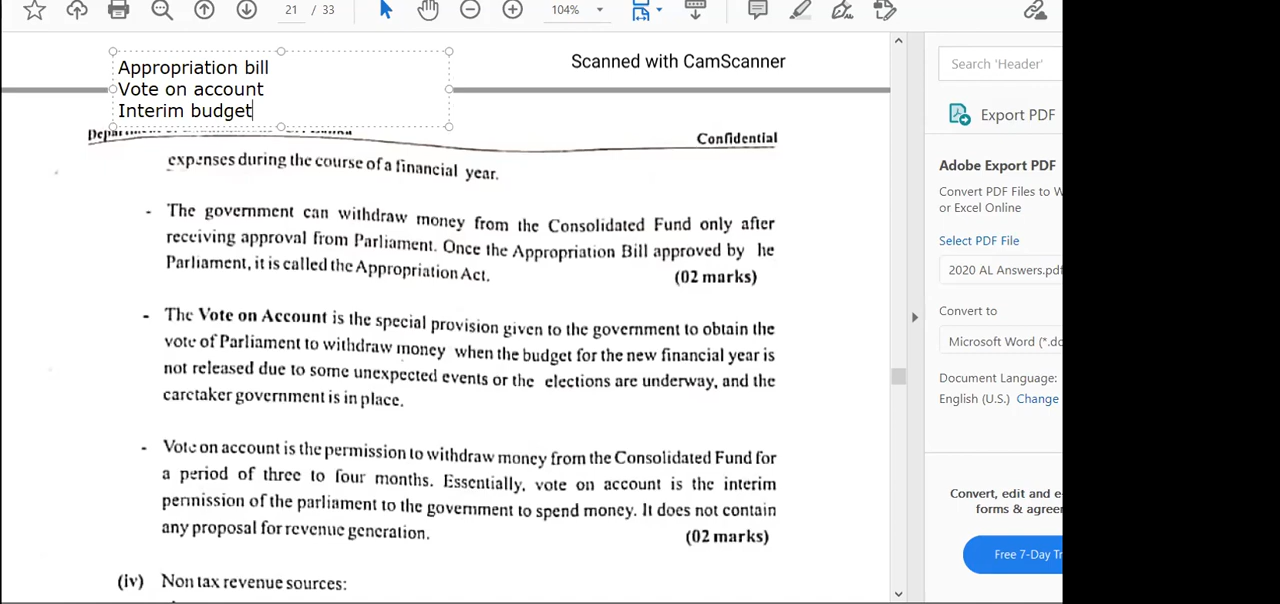 21 / 33
104%
Appropriation bill
Vote on account
Interim budget
Scanned with CamScanner
Confidential
expenses during the course of a financial year.
- The government can withdraw money from the Consolidated Fund only after
receiving approval from Parliament. Once the Appropriation Bill approved by he
Parliament, it is called the Appropriation Act.
(02 marks)
- The Vote on Account is the special provision given to the government to obtain the
vote of Parliament to withdraw money when the budget for the new financial year is
not released due to some unexpected events or the elections are underway, and the
caretaker government is in place.
- Vote on account is the permission to withdraw money from the Consolidated Fund for
a period of three to four months. Essentially, vote on account is the interim
permission of the parliament to the government to spend money. It does not contain
any proposal for revenue generation.
(02 marks)
(iv) Non tax revenue sources:
Search 'Header'
Export PDF
Adobe Export PDF
Convert PDF Files to W
or Excel Online
Select PDF File
2020 AL Answers.pdf
Convert to
Microsoft Word (*.do
Document Language:
English (U.S.) Change
Convert, edit and e-
forms & agree
Free 7-Day Tr